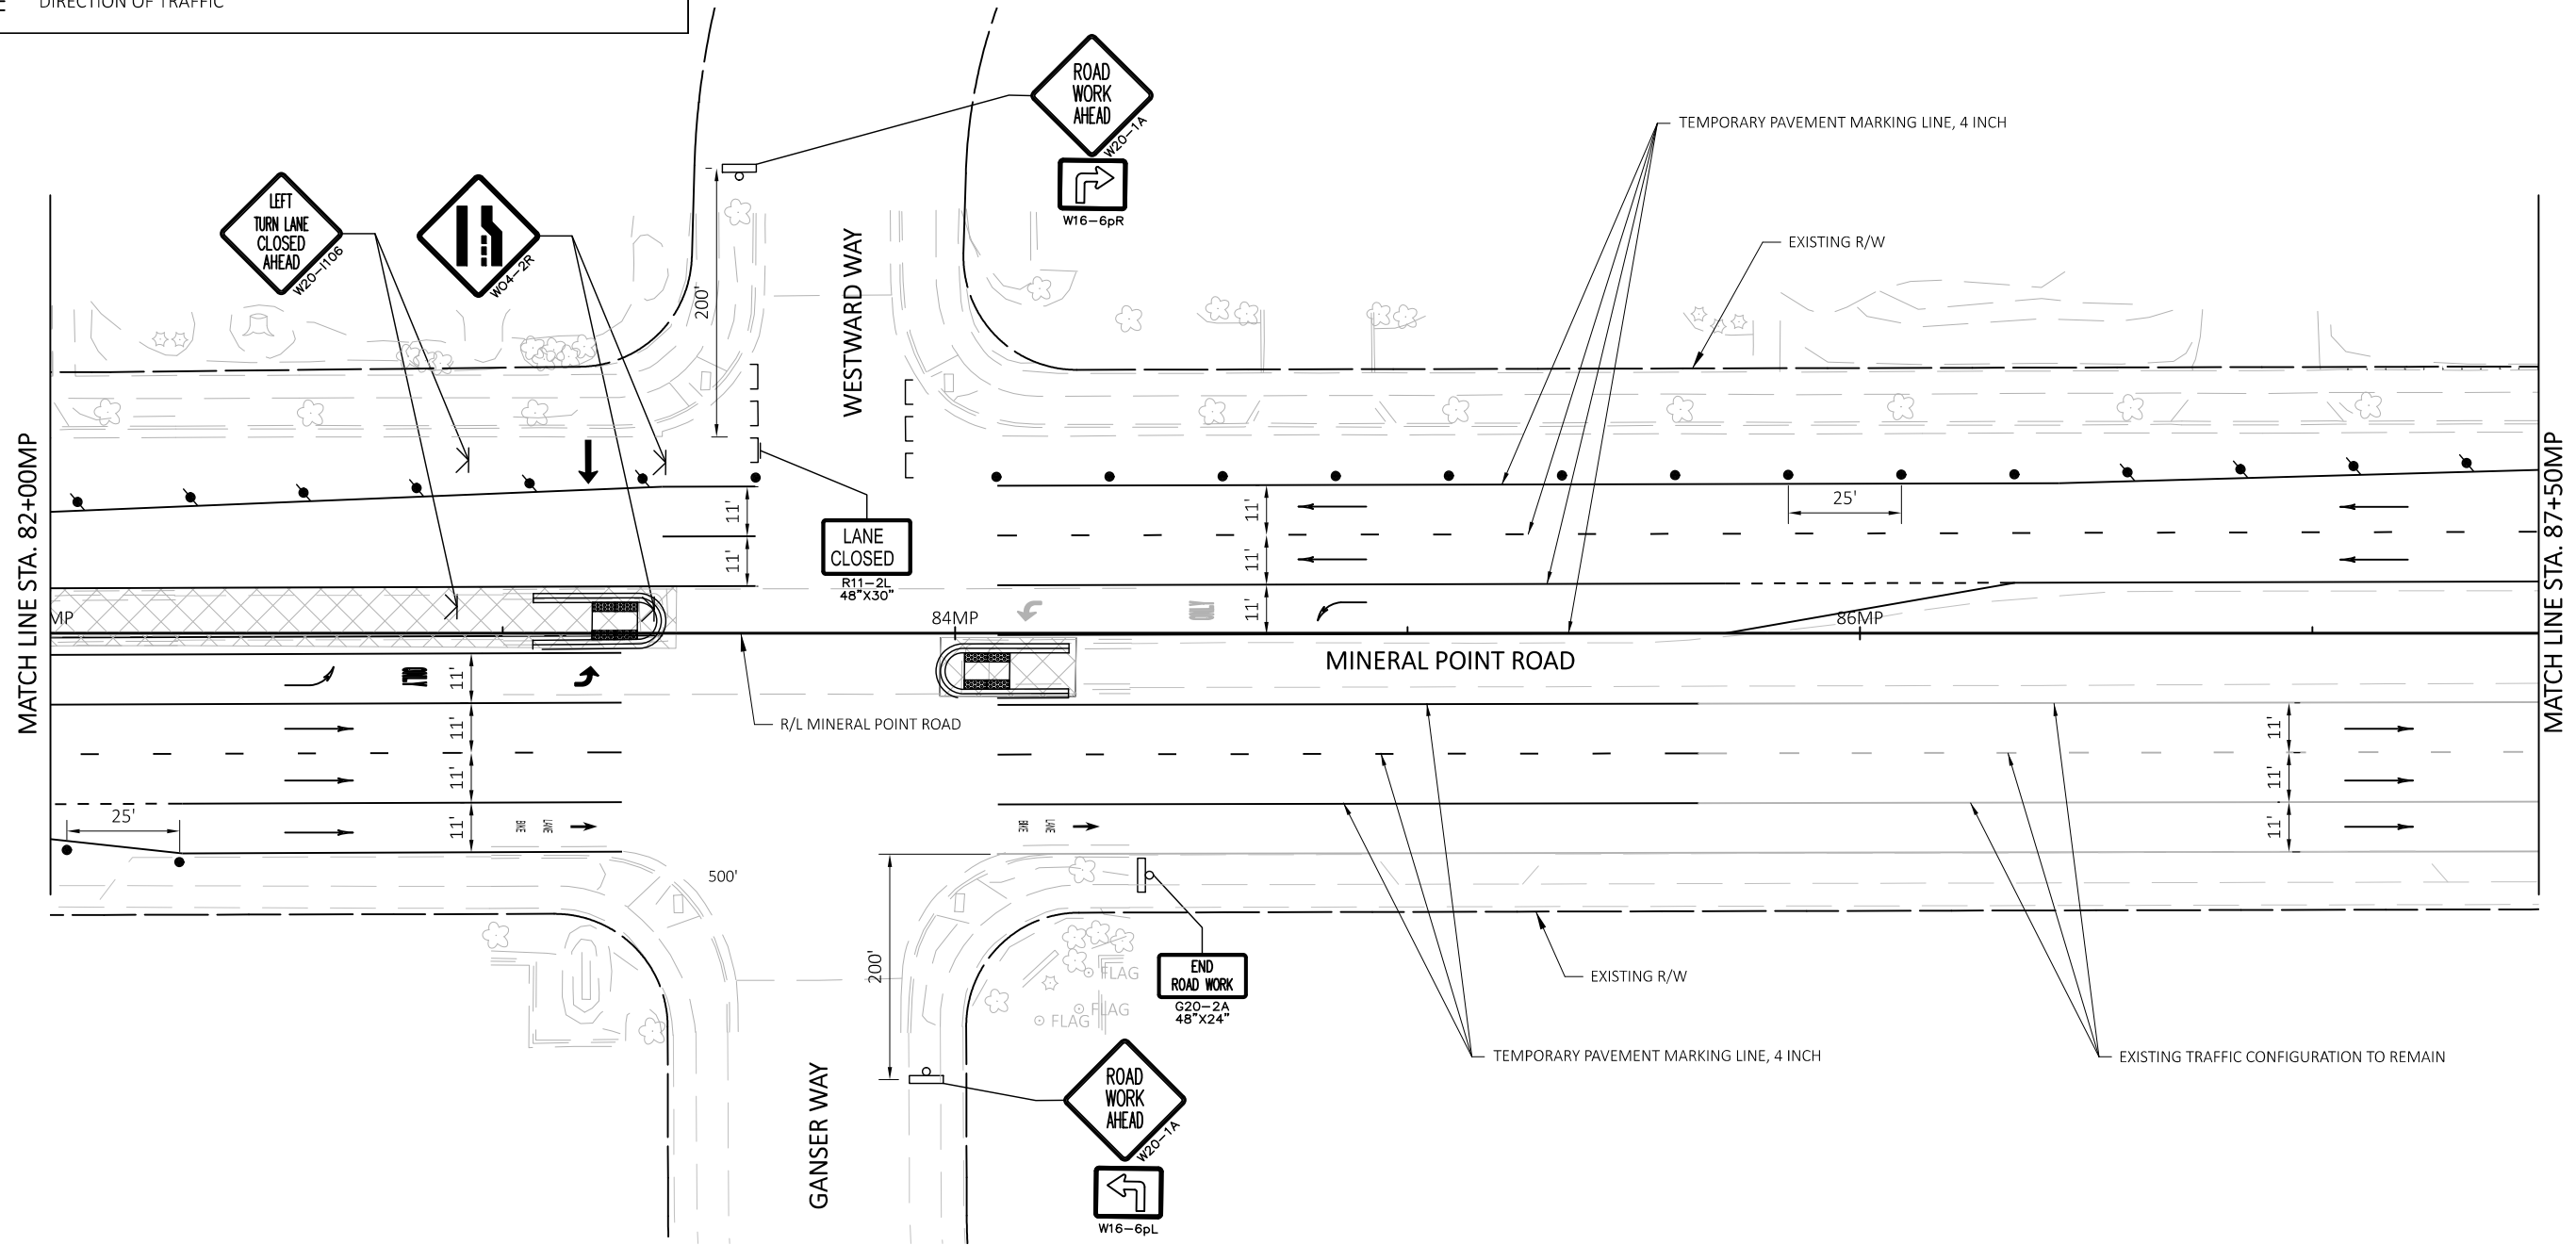 DIRECTION OF TRAFFIC
ROAD
WORK
AHEAD
W20-1A
W16-6pR
TEMPORARY PAVEMENT MARKING LINE, 4 INCH
LEFT
TURN LANE
CLOSED
AHEAD
W20-I106
W04-2R
EXISTING R/W
WESTWARD WAY
200'
MATCH LINE STA. 82+00MP
MATCH LINE STA. 87+50MP
25'
11'
11'
11'
11'
11'
LANE
CLOSED
R11-2L
48"X30"
MP
84MP
86MP
MINERAL POINT ROAD
R/L MINERAL POINT ROAD
11'
11'
11'
11'
11'
11'
25'
BIKE LANE
BIKE LANE
500'
200'
FLAG
FLAG
FLAG
END
ROAD WORK
G20-2A
48"X24"
EXISTING R/W
TEMPORARY PAVEMENT MARKING LINE, 4 INCH
EXISTING TRAFFIC CONFIGURATION TO REMAIN
GANSER WAY
ROAD
WORK
AHEAD
W20-1A
W16-6pL